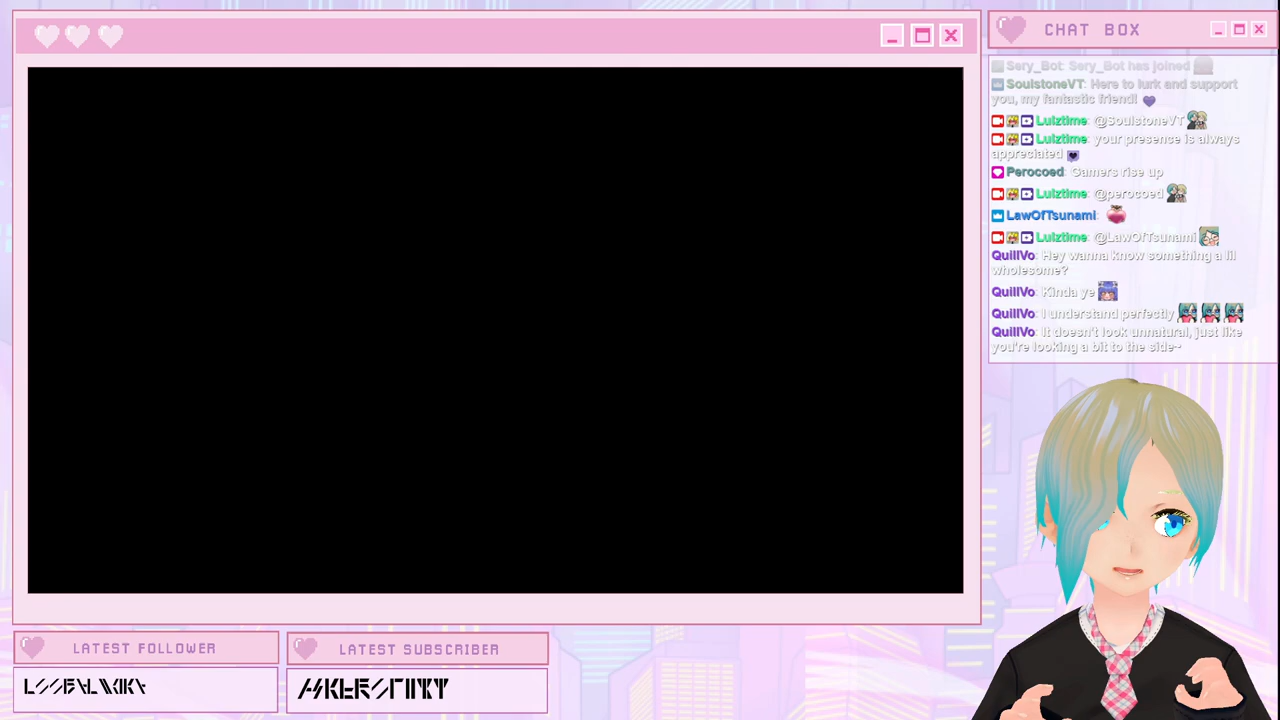 CHAT BOX
Sery_Bot: Sery_Bot has joined
SoulstoneVT: Here to lurk and support
you, my fantastic friend!
Luiztime: @SoulstoneVT
Luiztime: your presence is always
appreciated
Perocoed: Gamers rise up
Luiztime: @perocoed
LawOfTsunami:
Luiztime: @LawOfTsunami
QuillVo: Hey wanna know something a lil
wholesome?
QuillVo: Kinda ye
QuillVo: I understand perfectly
QuillVo: It doesn't look unnatural, just like
you're looking a bit to the side~
LATEST FOLLOWER
LATEST SUBSCRIBER